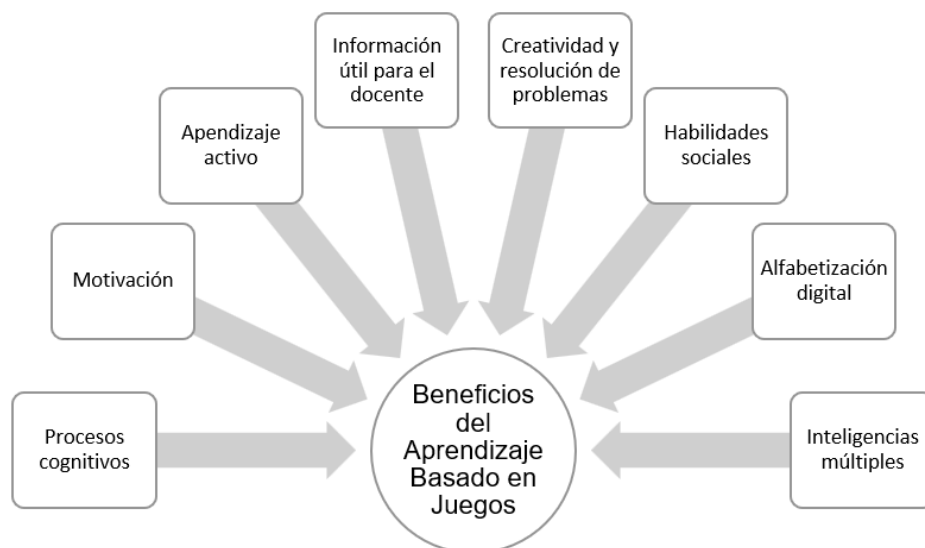 Información
útil para el
docente
Creatividad y
resolución de
problemas
Apendizaje
activo
Habilidades
sociales
Motivación
Alfabetización
digital
Procesos
cognitivos
Beneficios
del
Aprendizaje
Basado en
Juegos
Inteligencias
múltiples